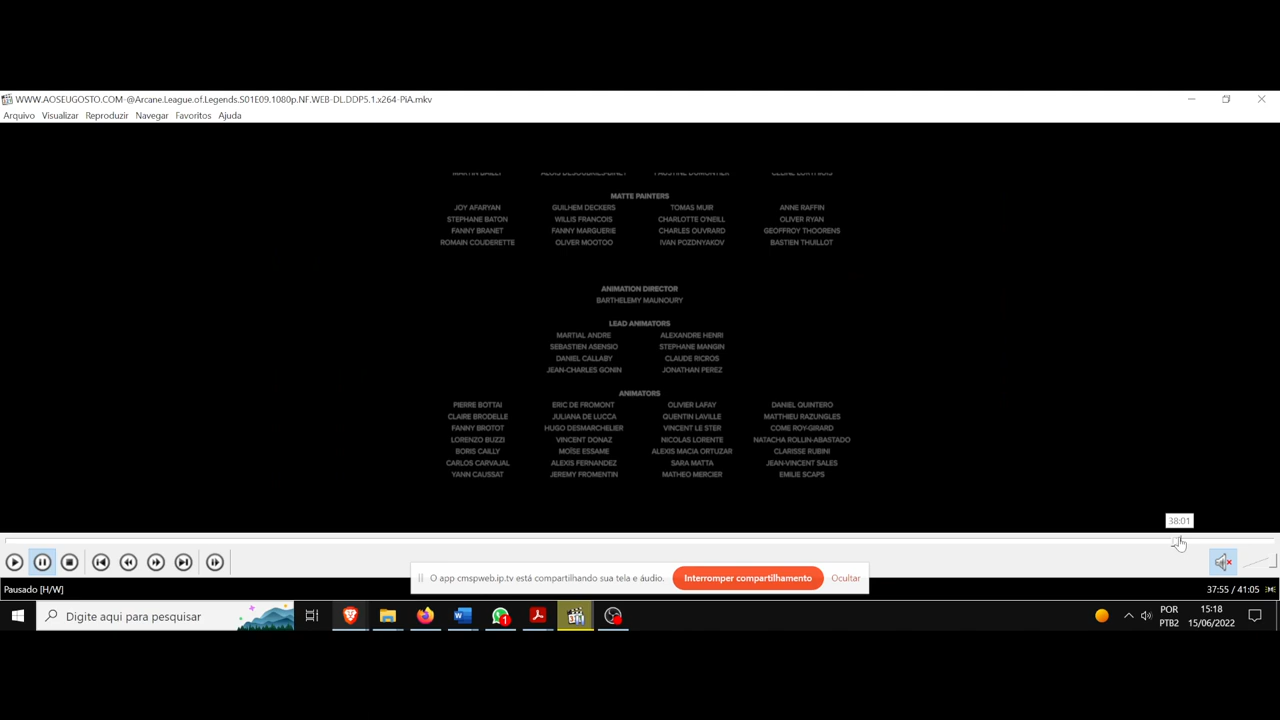 WWW.AOSEUGOSTO.COM-@Arcane.League.of.Legends.S01E09.1080p.NF.WEB-DL.DDP5.1.x264-PiA.mkv
Arquivo Visualizar Reproduzir Navegar Favoritos Ajuda
MATTE PAINTERS
JOY AFARYAN GUILHEM DECKERS TOMAS MUIR ANNE RAFFIN
STEPHANE BATON WILLIS FRANCOIS CHARLOTTE O'NEILL OLIVER RYAN
FANNY BRANET FANNY MARGUERIE CHARLES OUVRARD GEOFFROY THOORENS
ROMAIN COUDERETTE OLIVER MOOTOO IVAN POZDNYAKOV BASTIEN THUILLOT
ANIMATION DIRECTOR
BARTHELEMY MAUNOURY
LEAD ANIMATORS
MARTIAL ANDRE ALEXANDRE HENRI
SEBASTIEN ASENSIO STEPHANE MANGIN
DANIEL CALLABY CLAUDE RICROS
JEAN-CHARLES GONIN JONATHAN PEREZ
ANIMATORS
PIERRE BOTTAI ERIC DE FROMONT OLIVIER LAFAY DANIEL QUINTERO
CLAIRE BRODELLE JULIANA DE LUCCA QUENTIN LAVILLE MATTHIEU RAZUNGLES
FANNY BROTOT HUGO DESMARCHELIER VINCENT LE STER COME ROY-GIRARD
LORENZO BUZZI VINCENT DONAZ NICOLAS LORENTE NATACHA ROLLIN-ABASTADO
BORIS CAILLY MOÏSE ESSAME ALEXIS MACIA ORTUZAR CLARISSE RUBINI
CARLOS CARVAJAL ALEXIS FERNANDEZ SARA MATTA JEAN-VINCENT SALES
YANN CAUSSAT JEREMY FROMENTIN MATHEO MERCIER EMILIE SCAPS
38:01
O app cmspweb.ip.tv está compartilhando sua tela e áudio. Interromper compartilhamento Ocultar
Pausado [H/W] 37:55 / 41:05
Digite aqui para pesquisar
1
POR 15:18
PTB2 15/06/2022